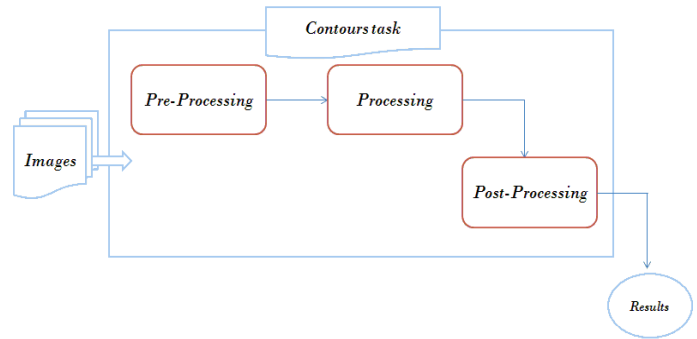 Contours task
Pre-Processing
Processing
Images
Post-Processing
Results